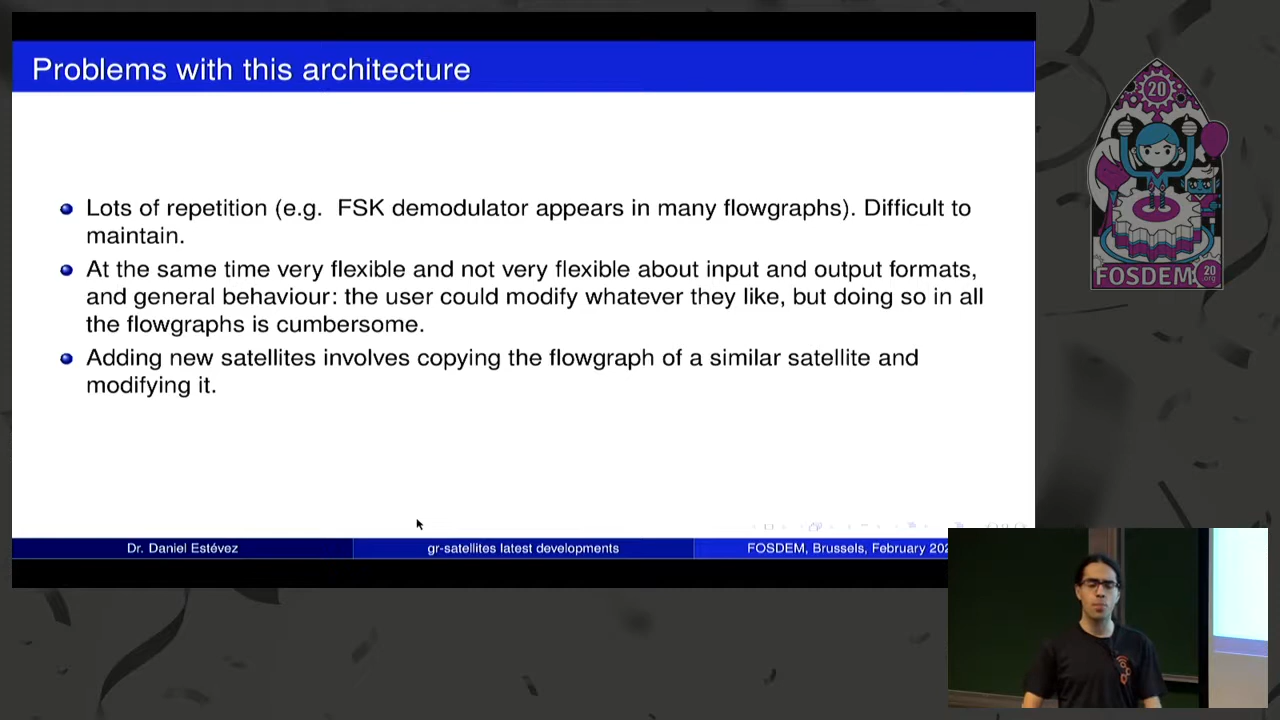 Problems with this architecture
Lots of repetition (e.g. FSK demodulator appears in many flowgraphs). Difficult to
maintain.
At the same time very flexible and not very flexible about input and output formats,
and general behaviour: the user could modify whatever they like, but doing so in all
the flowgraphs is cumbersome.
Adding new satellites involves copying the flowgraph of a similar satellite and
modifying it.
Dr. Daniel Estévez
gr-satellites latest developments
FOSDEM, Brussels, February 202
20
FOSDEM
20
.org